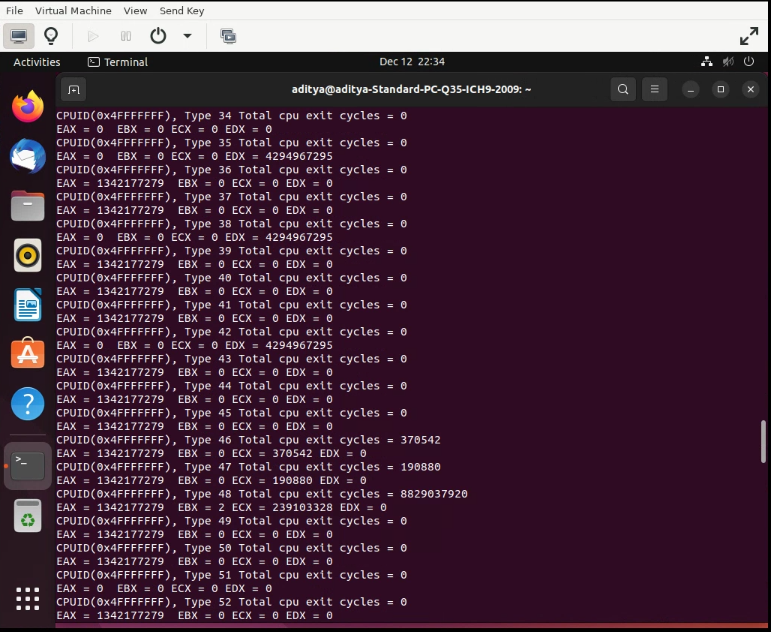 File Virtual Machine View Send Key
Activities Terminal Dec 12 22:34
aditya@aditya-Standard-PC-Q35-ICH9-2009: ~
CPUID(0x4FFFFFFF), Type 34 Total cpu exit cycles = 0
EAX = 0 EBX = 0 ECX = 0 EDX = 0
CPUID(0x4FFFFFFF), Type 35 Total cpu exit cycles = 0
EAX = 0 EBX = 0 ECX = 0 EDX = 4294967295
CPUID(0x4FFFFFFF), Type 36 Total cpu exit cycles = 0
EAX = 1342177279 EBX = 0 ECX = 0 EDX = 0
CPUID(0x4FFFFFFF), Type 37 Total cpu exit cycles = 0
EAX = 1342177279 EBX = 0 ECX = 0 EDX = 0
CPUID(0x4FFFFFFF), Type 38 Total cpu exit cycles = 0
EAX = 0 EBX = 0 ECX = 0 EDX = 4294967295
CPUID(0x4FFFFFFF), Type 39 Total cpu exit cycles = 0
EAX = 1342177279 EBX = 0 ECX = 0 EDX = 0
CPUID(0x4FFFFFFF), Type 40 Total cpu exit cycles = 0
EAX = 1342177279 EBX = 0 ECX = 0 EDX = 0
CPUID(0x4FFFFFFF), Type 41 Total cpu exit cycles = 0
EAX = 1342177279 EBX = 0 ECX = 0 EDX = 0
CPUID(0x4FFFFFFF), Type 42 Total cpu exit cycles = 0
EAX = 0 EBX = 0 ECX = 0 EDX = 4294967295
CPUID(0x4FFFFFFF), Type 43 Total cpu exit cycles = 0
EAX = 1342177279 EBX = 0 ECX = 0 EDX = 0
CPUID(0x4FFFFFFF), Type 44 Total cpu exit cycles = 0
EAX = 1342177279 EBX = 0 ECX = 0 EDX = 0
CPUID(0x4FFFFFFF), Type 45 Total cpu exit cycles = 0
EAX = 1342177279 EBX = 0 ECX = 0 EDX = 0
CPUID(0x4FFFFFFF), Type 46 Total cpu exit cycles = 370542
EAX = 1342177279 EBX = 0 ECX = 370542 EDX = 0
CPUID(0x4FFFFFFF), Type 47 Total cpu exit cycles = 190880
EAX = 1342177279 EBX = 0 ECX = 190880 EDX = 0
CPUID(0x4FFFFFFF), Type 48 Total cpu exit cycles = 8829037920
EAX = 1342177279 EBX = 2 ECX = 239103328 EDX = 0
CPUID(0x4FFFFFFF), Type 49 Total cpu exit cycles = 0
EAX = 1342177279 EBX = 0 ECX = 0 EDX = 0
CPUID(0x4FFFFFFF), Type 50 Total cpu exit cycles = 0
EAX = 1342177279 EBX = 0 ECX = 0 EDX = 0
CPUID(0x4FFFFFFF), Type 51 Total cpu exit cycles = 0
EAX = 0 EBX = 0 ECX = 0 EDX = 0
CPUID(0x4FFFFFFF), Type 52 Total cpu exit cycles = 0
EAX = 1342177279 EBX = 0 ECX = 0 EDX = 0